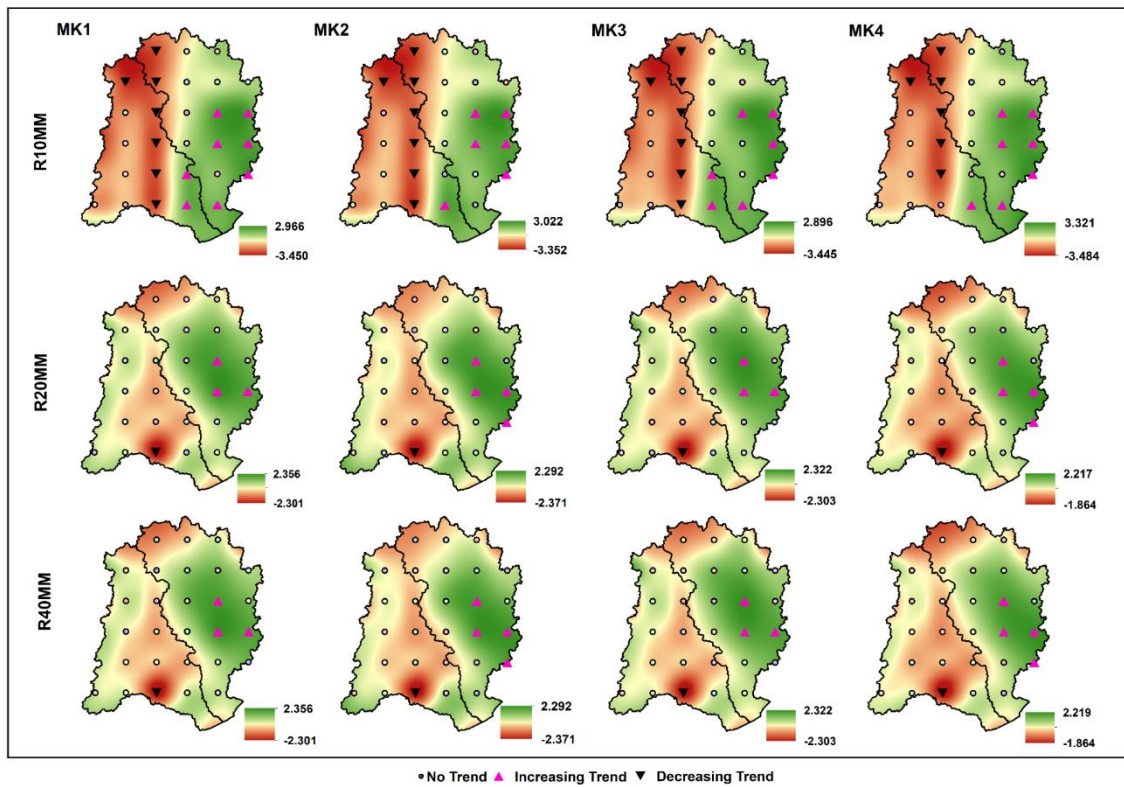 MK1 MK2 MK3 MK4
R10MM
2.966 3.022 2.896 3.321
-3.450 -3.352 -3.445 -3.484
R20MM
2.356 2.292 2.322 2.217
-2.301 -2.371 -2.303 -1.864
R40MM
2.356 2.292 2.322 2.219
-2.301 -2.371 -2.303 -1.864
No Trend Increasing Trend Decreasing Trend